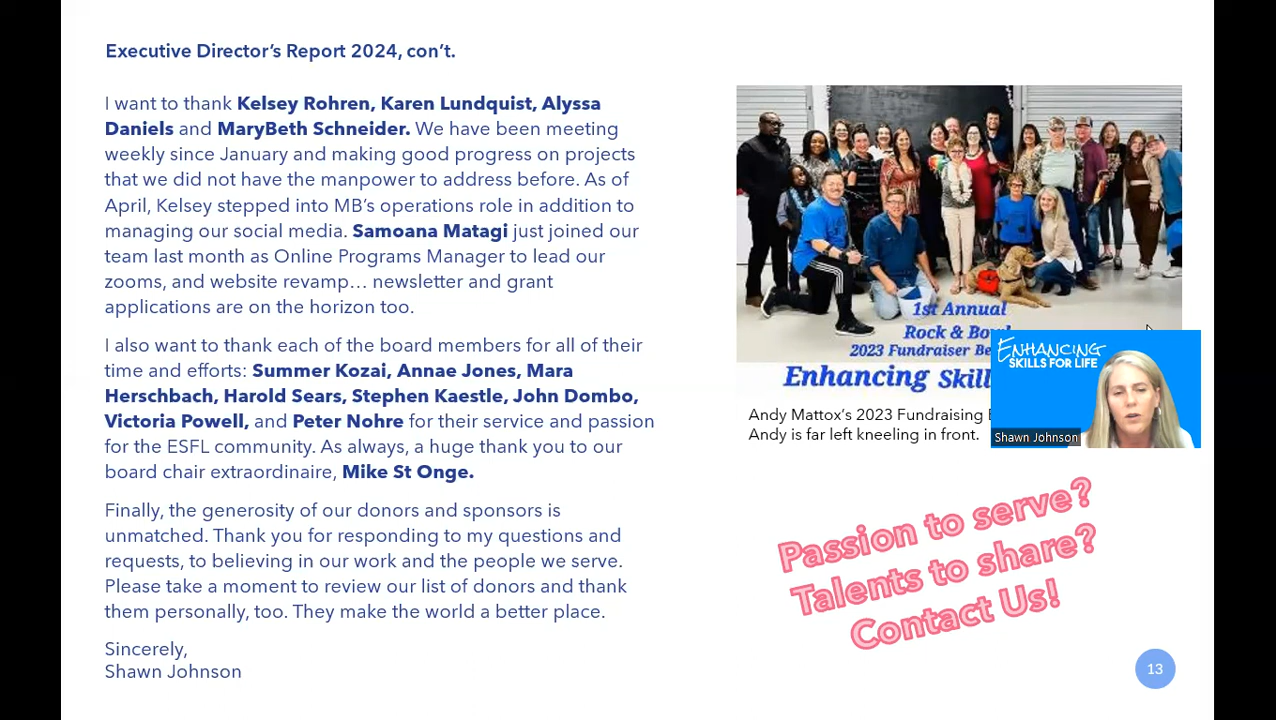 Executive Director's Report 2024, con't.
I want to thank Kelsey Rohren, Karen Lundquist, Alyssa
Daniels and MaryBeth Schneider. We have been meeting
weekly since January and making good progress on projects
that we did not have the manpower to address before. As of
April, Kelsey stepped into MB's operations role in addition to
managing our social media. Samoana Matagi just joined our
team last month as Online Programs Manager to lead our
zooms, and website revamp... newsletter and grant
applications are on the horizon too.
I also want to thank each of the board members for all of their
time and efforts: Summer Kozai, Annae Jones, Mara
Herschbach, Harold Sears, Stephen Kaestle, John Dombo,
Victoria Powell, and Peter Nohre for their service and passion
for the ESFL community. As always, a huge thank you to our
board chair extraordinaire, Mike St Onge.
Finally, the generosity of our donors and sponsors is
unmatched. Thank you for responding to my questions and
requests, to believing in our work and the people we serve.
Please take a moment to review our list of donors and thank
them personally, too. They make the world a better place.
Sincerely,
Shawn Johnson
1st Annual
Rock &
2023 Fundraiser
Enhancing
Andy Mattox's 2023 Fundraising
Andy is far left kneeling in front.
ENHANCING
SKILLS FOR LIFE
Shawn Johnson
Passion to serve?
Talents to share?
Contact Us!
13